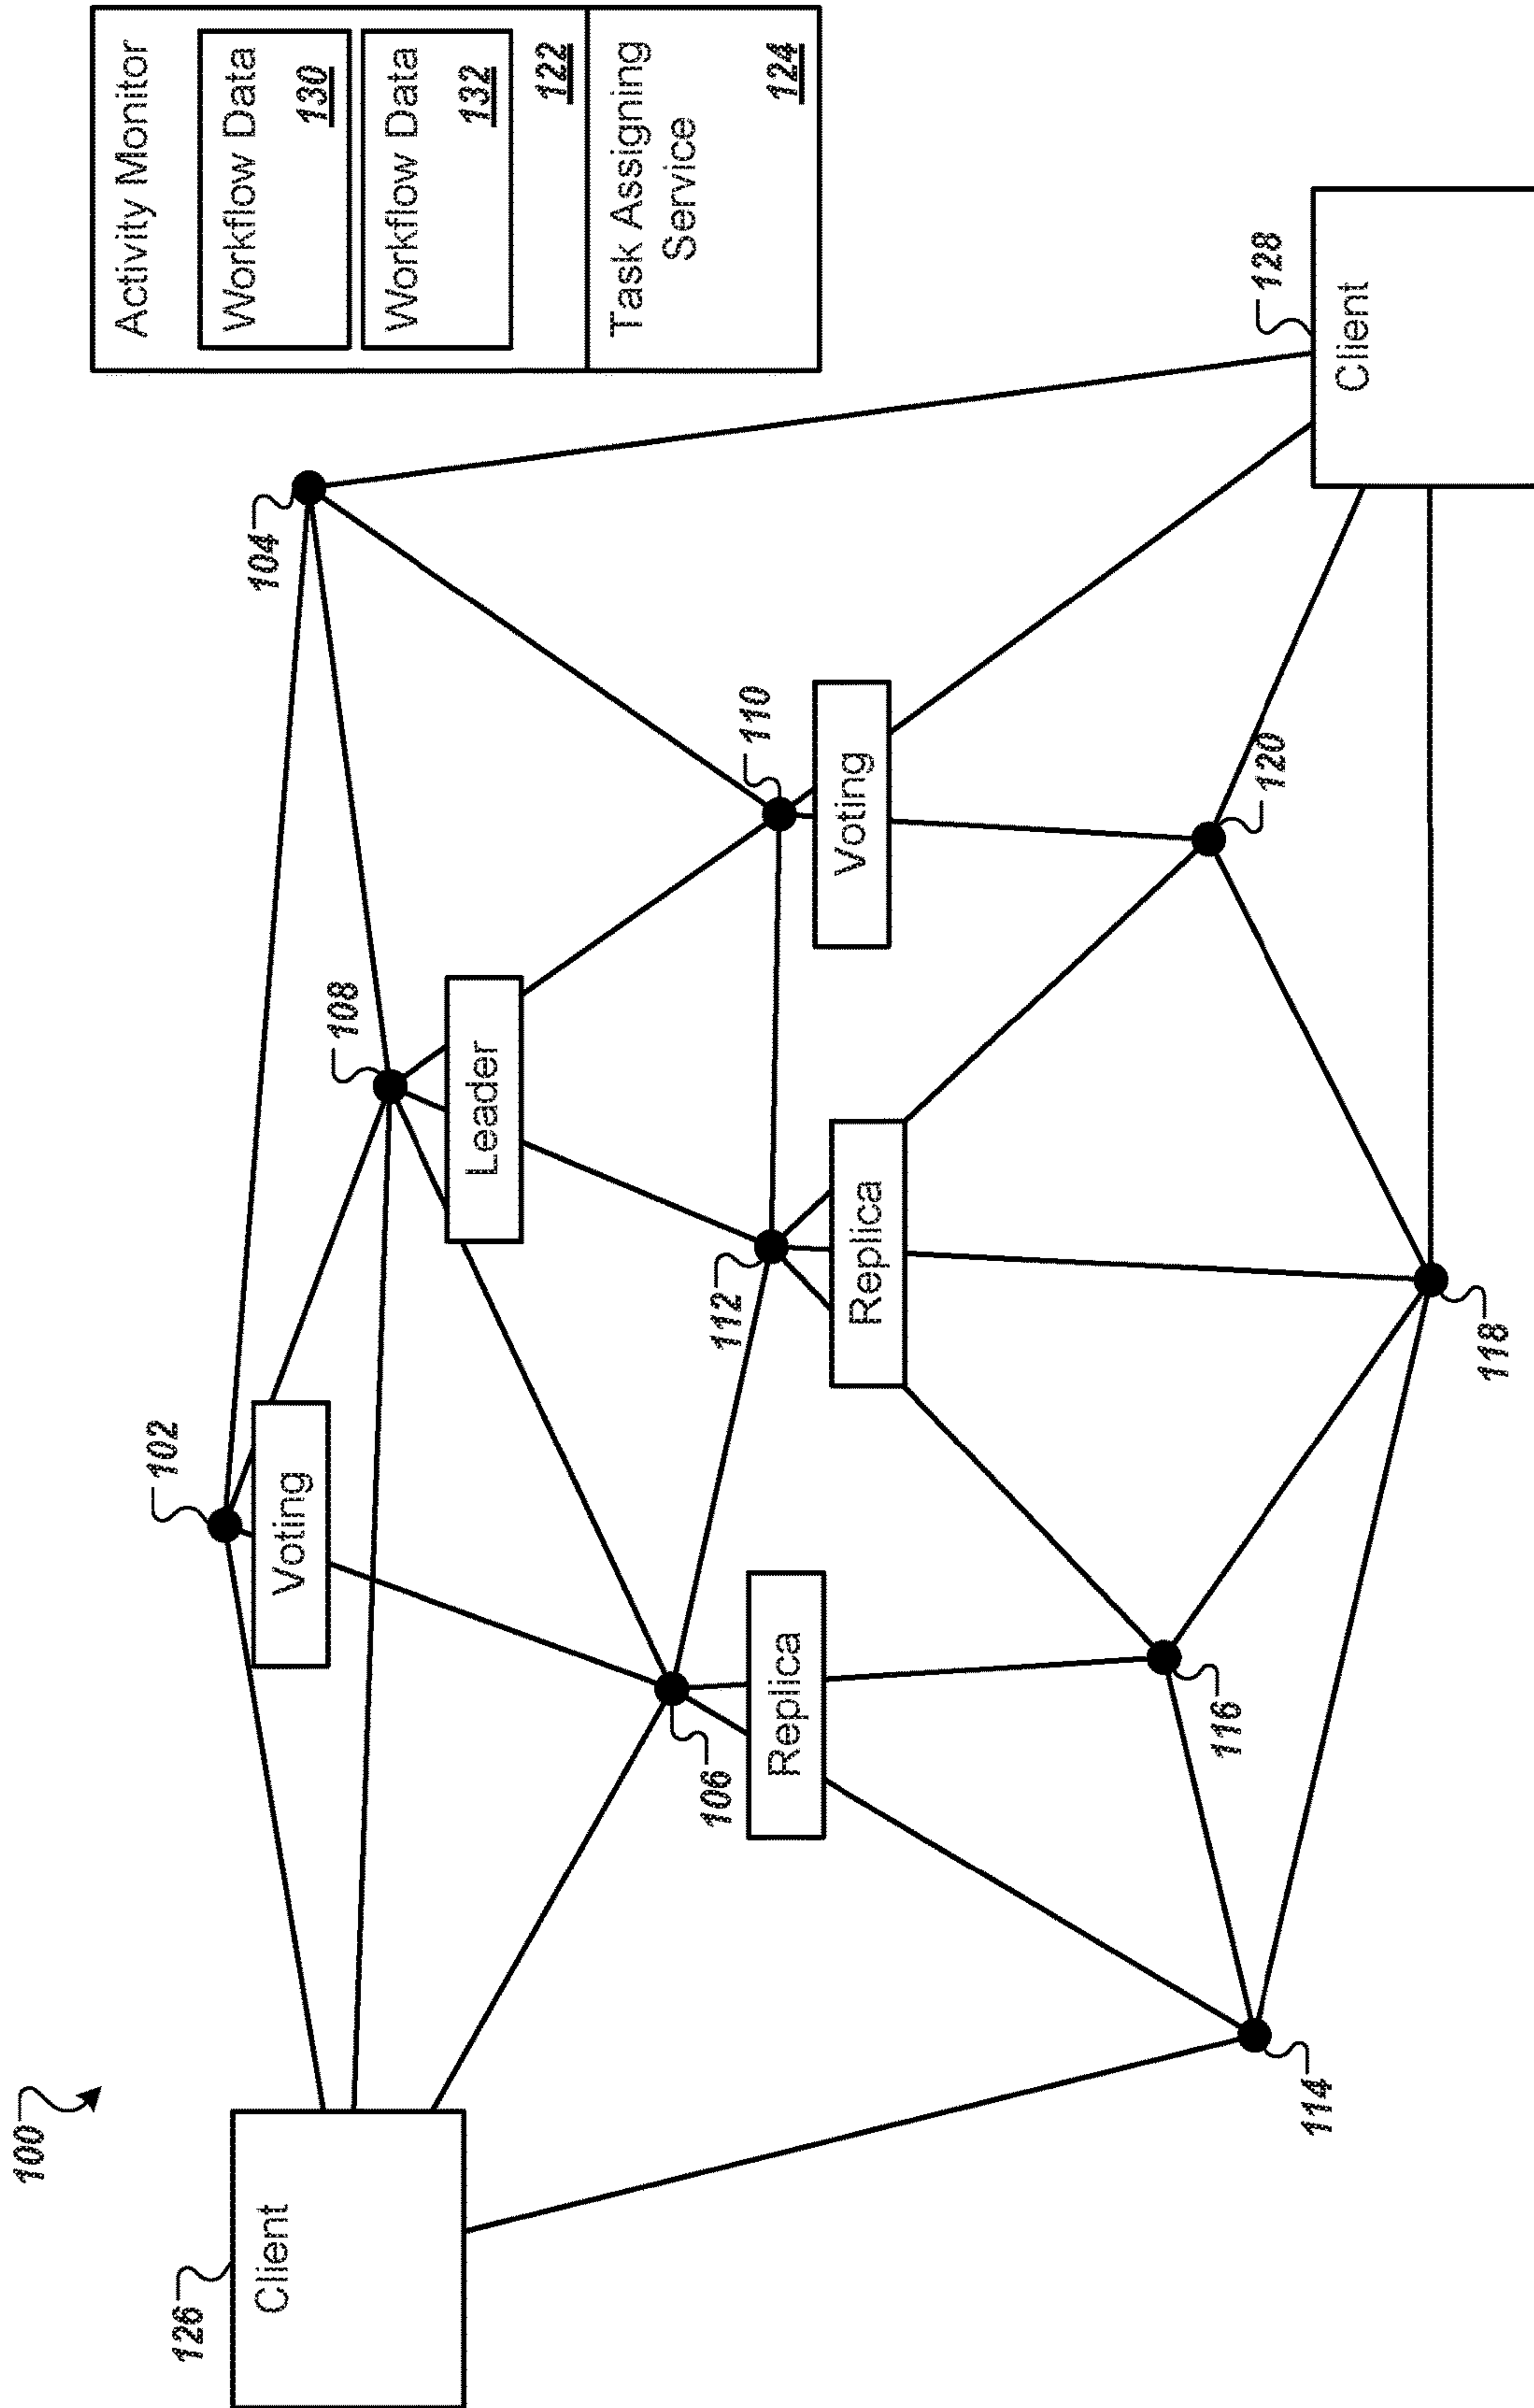 100
126
Client
102
Voting
108
Leader
104
Activity Monitor
Workflow Data
130
Workflow Data
132
122
Task Assigning
Service
124
106
Replica
112
Replica
110
Voting
114
116
118
120
128
Client